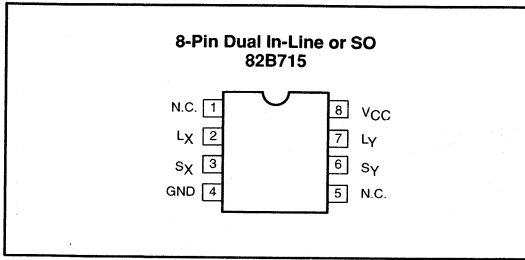 8-Pin Dual In-Line or SO
82B715
N.C. 1 8 VCC
LX 2 7 LY
SX 3 6 SY
GND 4 5 N.C.